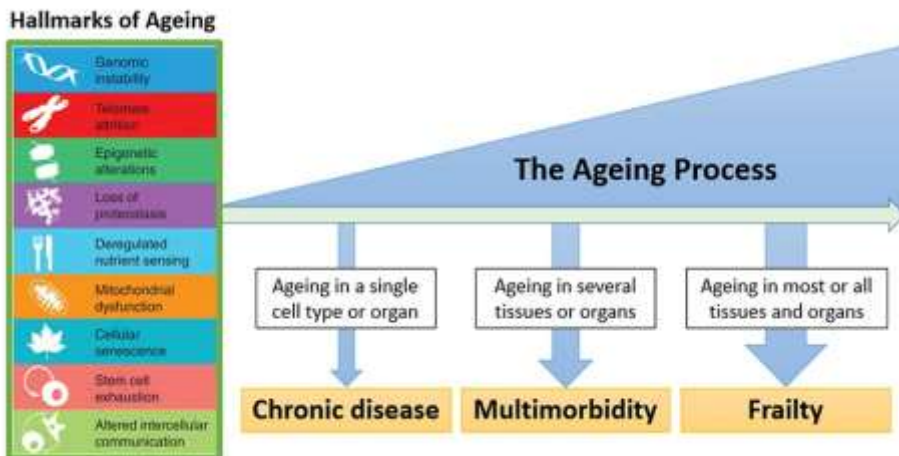 Hallmarks of Ageing
Genomic
instability
Telomere
attrition
Epigenetic
alterations
Loss of
proteostasis
Deregulated
nutrient sensing
Mitochondrial
dysfunction
Cellular
senescence
Stem cell
exhaustion
Altered intercellular
communication
The Ageing Process
Ageing in a single
cell type or organ
Ageing in several
tissues or organs
Ageing in most or all
tissues and organs
Chronic disease
Multimorbidity
Frailty